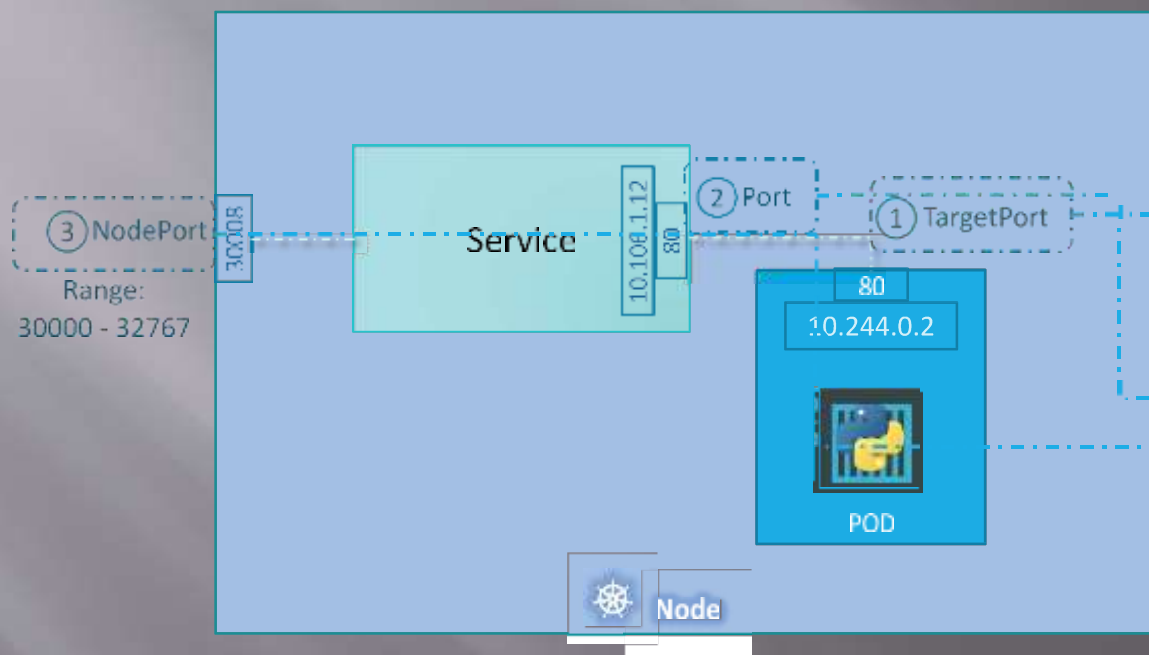 3 NodePort
Range:
30000 - 32767
30008
Service
10.106.1.12
80
2 Port
1 TargetPort
80
10.244.0.2
POD
Node